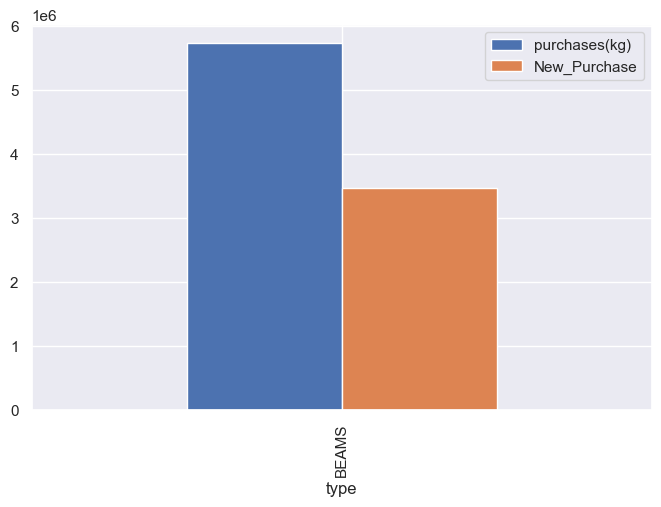 1e6
6
5
4
3
2
1
0
purchases(kg)
New_Purchase
BEAMS
type